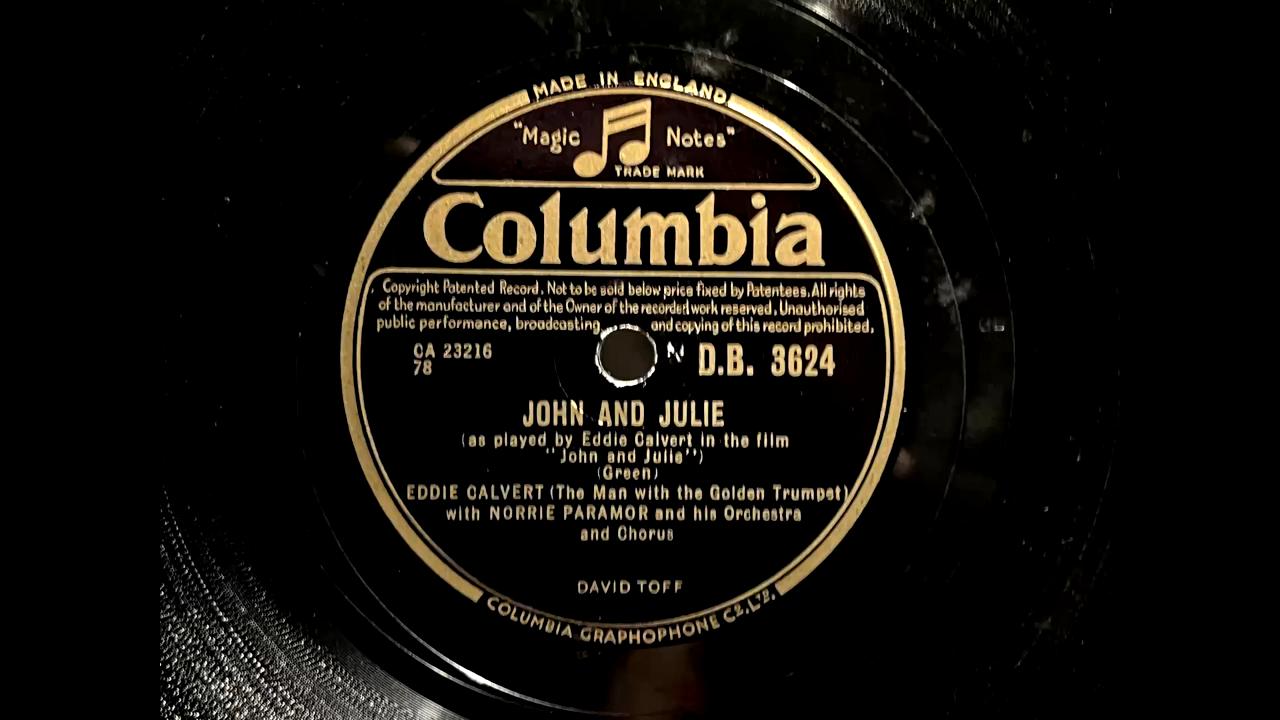 MADE IN ENGLAND
"Magic Notes"
TRADE MARK
Columbia
Copyright Patented Record. Not to be sold below price fixed by Patentees. All rights
of the manufacturer and of the Owner of the recorded work reserved. Unauthorised
public performance, broadcasting and copying of this record prohibited.
CA 23216
78
N D.B. 3624
JOHN AND JULIE
(as played by Eddie Calvert in the film
"John and Julie")
(Green)
EDDIE CALVERT (The Man with the Golden Trumpet)
with NORRIE PARAMOR and his Orchestra
and Chorus
DAVID TOFF
COLUMBIA GRAPHOPHONE CO. LTD.